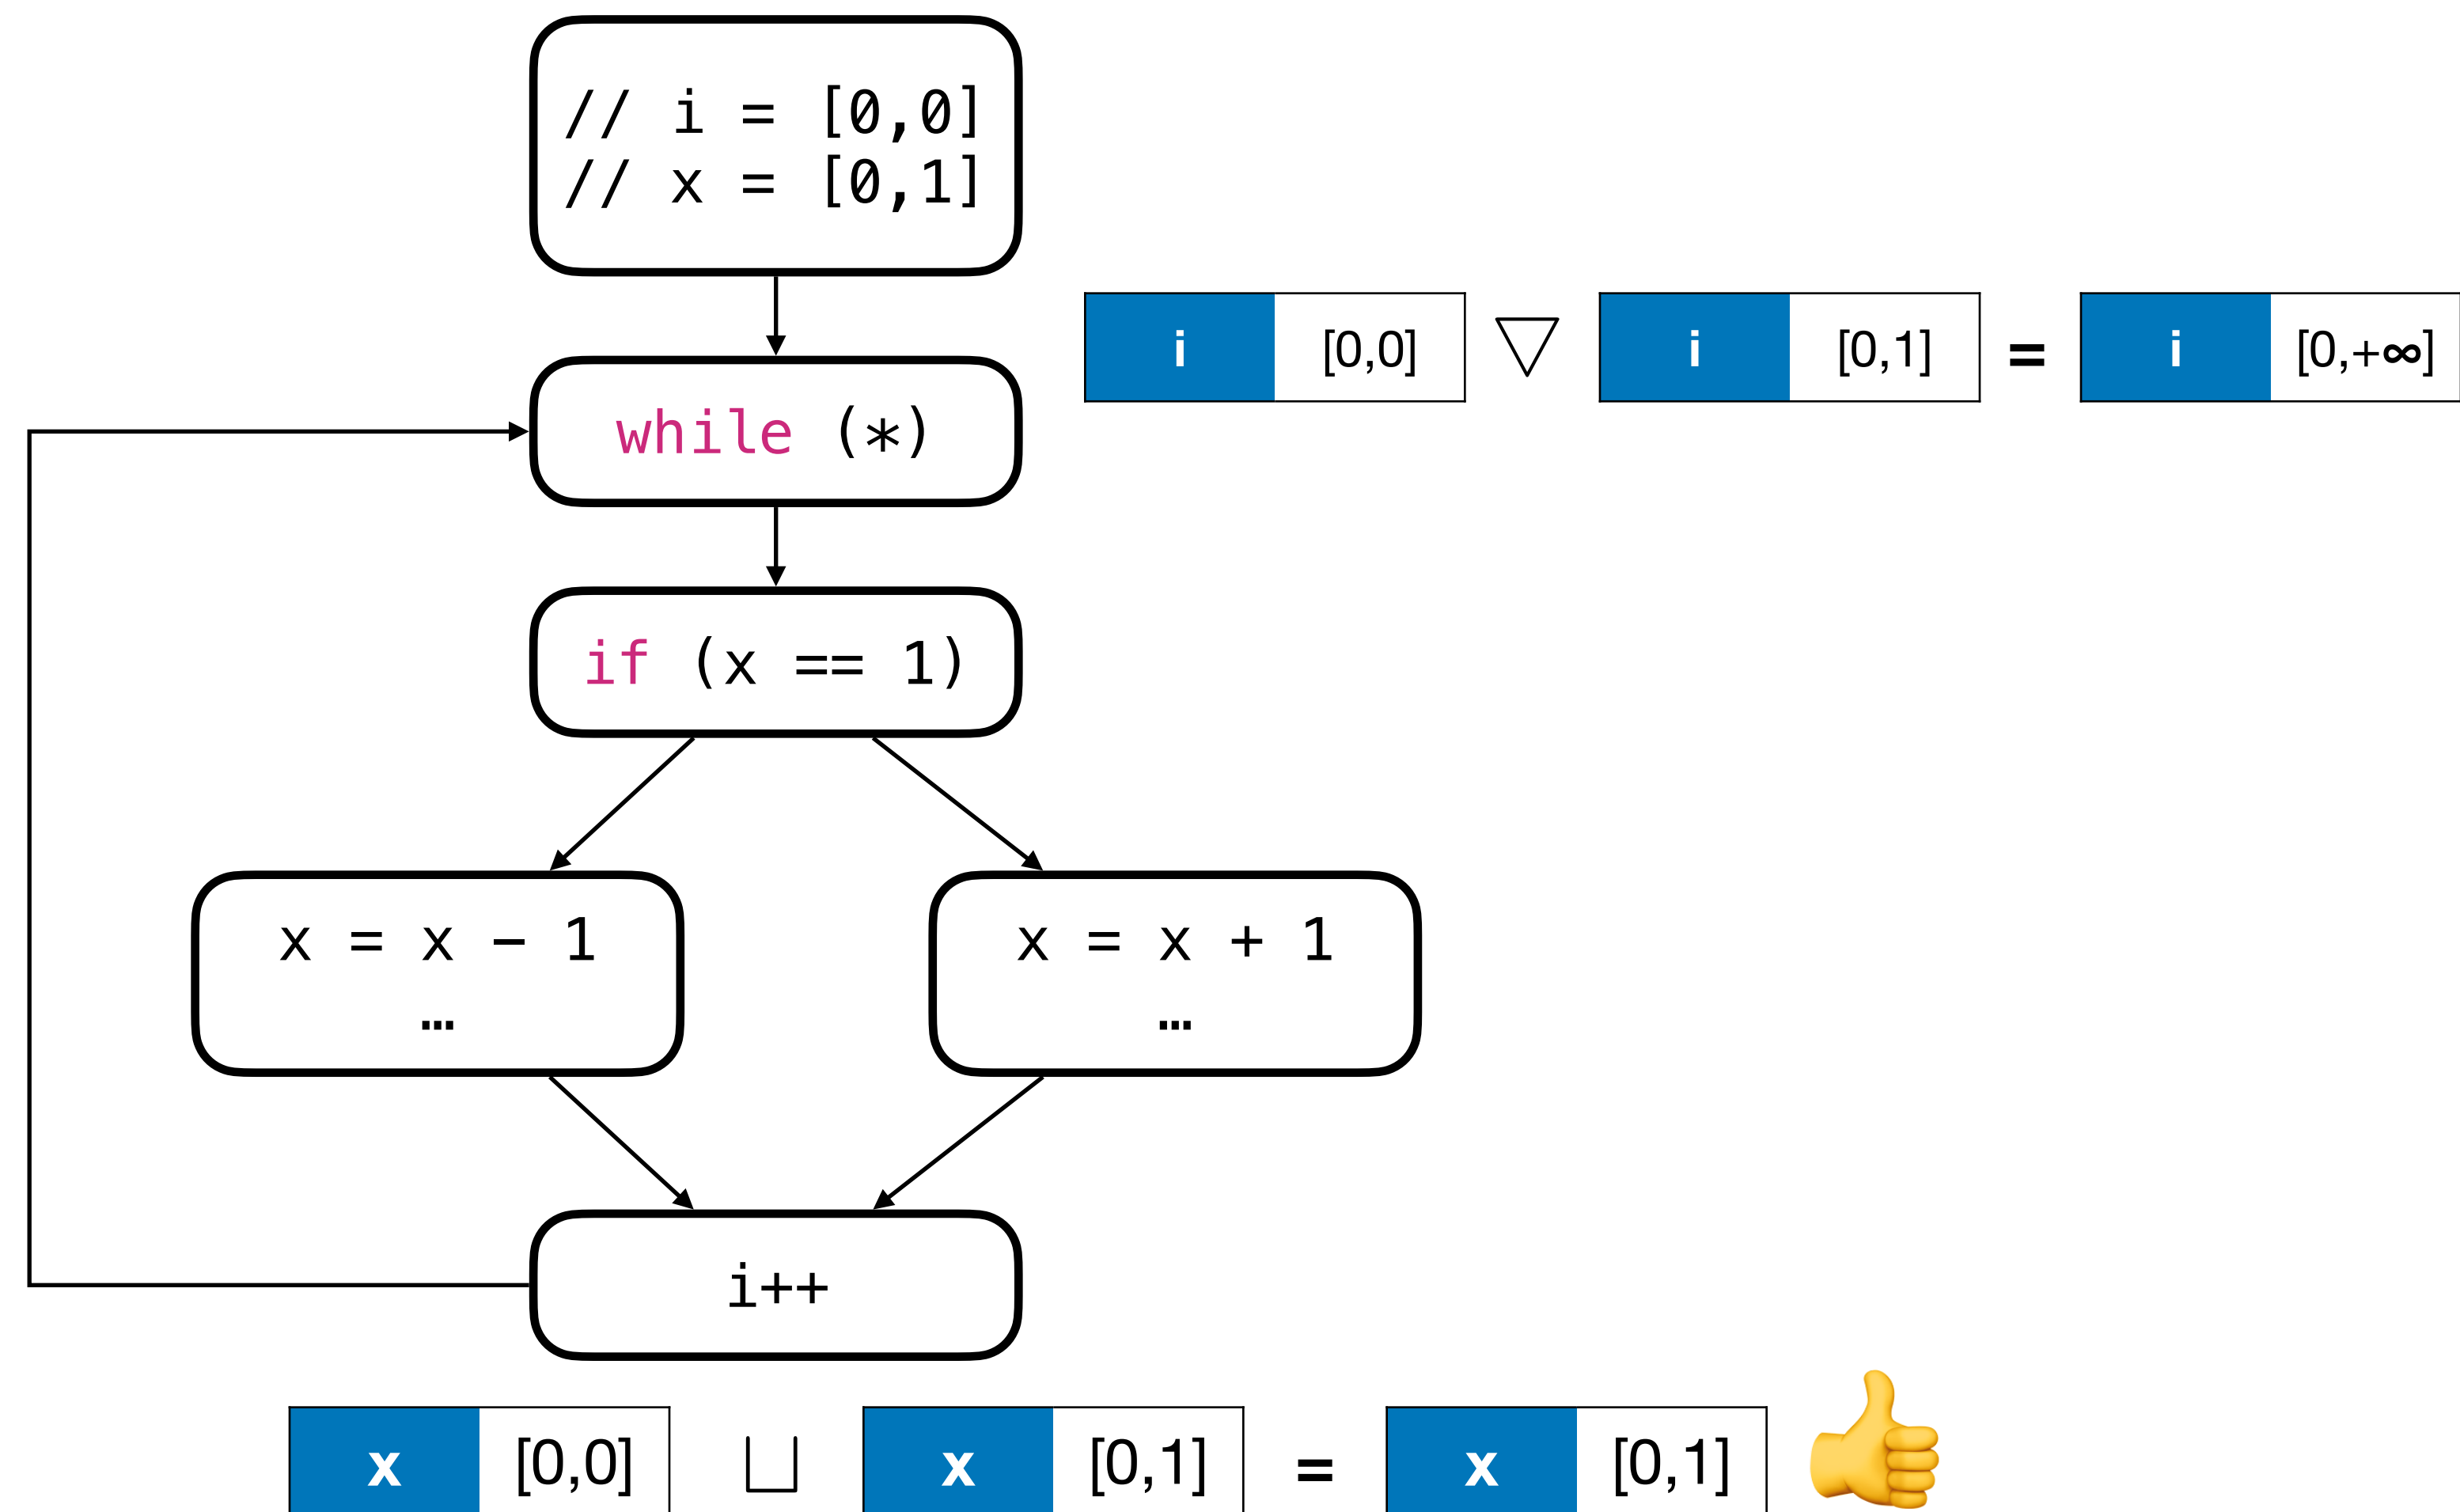 // i = [0,0]
// x = [0,1]
i [0,0] ▽ i [0,1] = i [0,+∞]
while (*)
if (x == 1)
x = x - 1
…
x = x + 1
…
i++
x [0,0] ⊔ x [0,1] = x [0,1]